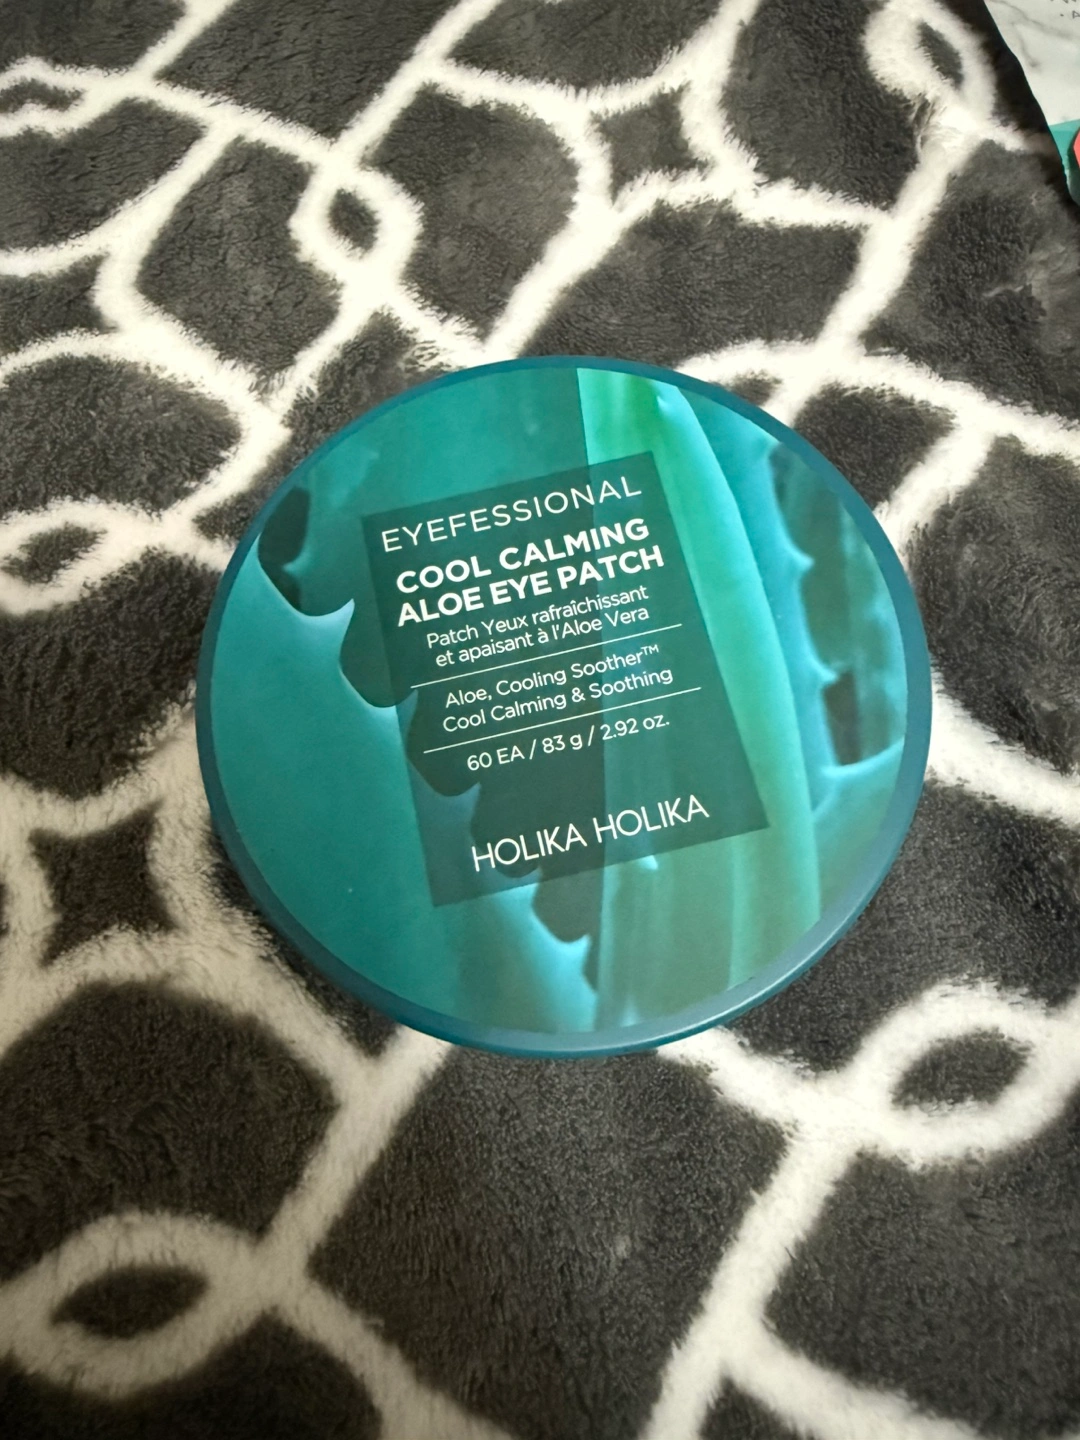 EYEFESSIONAL
COOL CALMING
ALOE EYE PATCH
Patch Yeux rafraîchissant
et apaisant à l'Aloe Vera
Aloe, Cooling Soother™
Cool Calming & Soothing
60 EA / 83 g / 2.92 oz.
HOLIKA HOLIKA